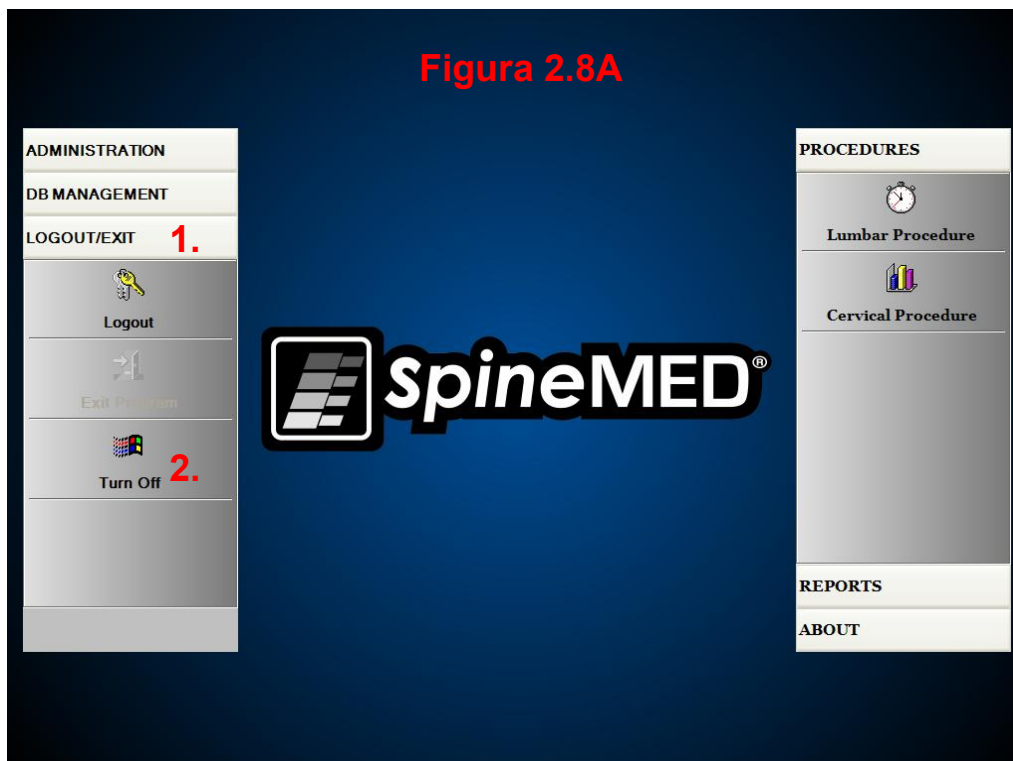 Figura 2.8A
ADMINISTRATION
DB MANAGEMENT
LOGOUT/EXIT 1.
Logout
Exit Program
Turn Off 2.
SpineMED®
PROCEDURES
Lumbar Procedure
Cervical Procedure
REPORTS
ABOUT